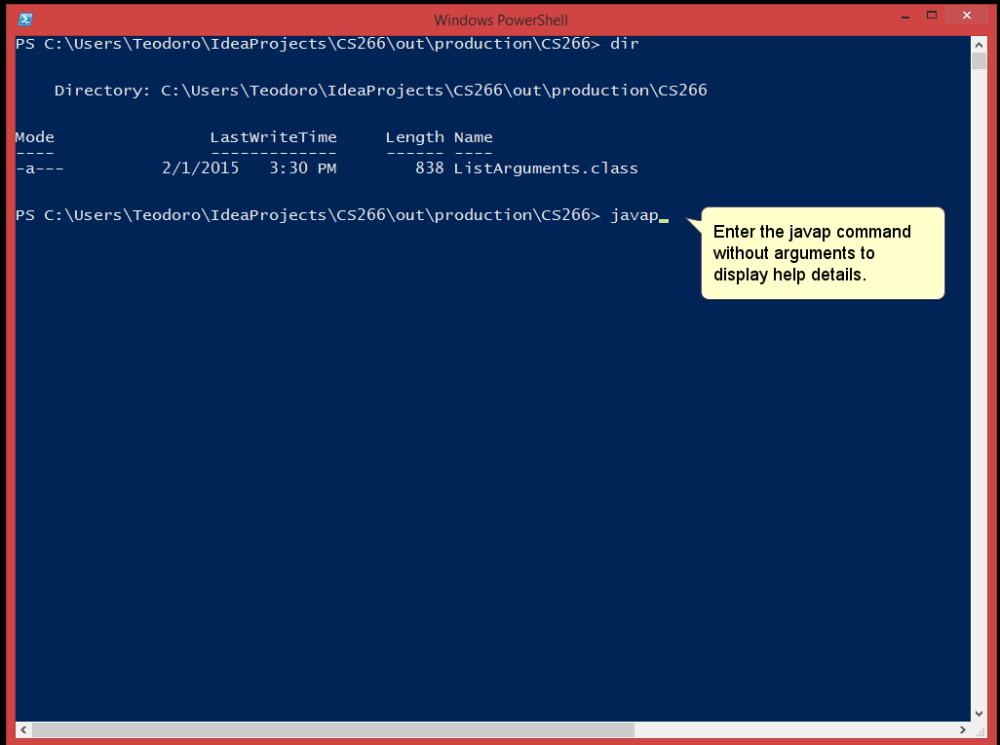 Windows PowerShell
PS C:\Users\Teodoro\IdeaProjects\CS266\out\production\CS266> dir
Directory: C:\Users\Teodoro\IdeaProjects\CS266\out\production\CS266
Mode LastWriteTime Length Name
---- ------------- ------ ----
-a--- 2/1/2015 3:30 PM 838 ListArguments.class
PS C:\Users\Teodoro\IdeaProjects\CS266\out\production\CS266> javap
Enter the javap command
without arguments to
display help details.